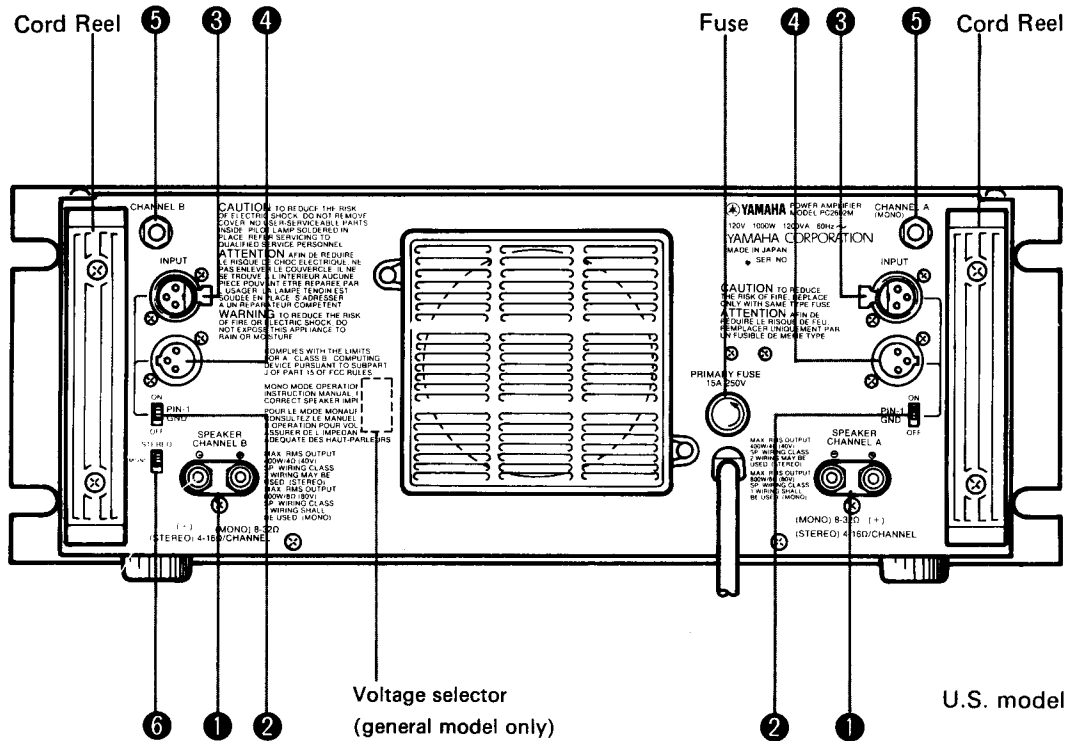 Cord Reel
5
3
4
Fuse
4
3
5
Cord Reel
CHANNEL B
INPUT
CAUTION TO REDUCE THE RISK
OF ELECTRIC SHOCK DO NOT REMOVE
COVER NO USER-SERVICEABLE PARTS
INSIDE PILOT LAMP SOLDERED IN
PLACE REFER SERVICING TO
QUALIFIED SERVICE PERSONNEL
ATTENTION AFIN DE REDUIRE
LE RISQUE DE CHOC ELECTRIQUE. NE
PAS ENLEVER LE COUVERCLE IL NE
SE TROUVE A L INTERIEUR AUCUNE
PIECE POUVANT ETRE REPAREE PAR
L USAGER LA LAMPE TENOIN EST
SOUDEE EN PLACE S ADRESSER
A UN REPARATEUR COMPETENT
WARNING TO REDUCE THE RISK
OF FIRE OR ELECTRIC SHOCK DO
NOT EXPOSE THIS APPLIANCE TO
RAIN OR MOISTURE
COMPLIES WITH THE LIMITS
FOR A CLASS B COMPUTING
DEVICE PURSUANT TO SUBPART
J OF PART 15 OF FCC RULES
MONO MODE OPERATION
INSTRUCTION MANUAL
CORRECT SPEAKER IMP
POUR LE MODE MONAU
CONSULTEZ LE MANUEL
D OPERATION POUR VOU
ASSURER DE L IMPEDAN
ADEQUATE DES HAUT-PARLEURS
ON
PIN-1
GND
OFF
STEREO
MONO
SPEAKER
CHANNEL B
MAX RMS OUTPUT
400W/4Ω (40V)
SP WIRING CLASS
2 WIRING MAY BE
USED (STEREO)
MAX RMS OUTPUT
800W/8Ω (80V)
SP WIRING CLASS
1 WIRING SHALL
BE USED (MONO)
(-) (MONO) 8-32Ω
(STEREO) 4-16Ω/CHANNEL
YAMAHA POWER AMPLIFIER
MODEL PC2602M
120V 1000W 1200VA 60Hz ~
YAMAHA CORPORATION
MADE IN JAPAN
SER NO
CHANNEL A
(MONO)
INPUT
CAUTION TO REDUCE
THE RISK OF FIRE, REPLACE
ONLY WITH SAME TYPE FUSE
ATTENTION AFIN DE
REDUIRE LE RISQUE DE FEU,
REMPLACER UNIQUEMENT PAR
UN FUSIBLE DE MEME TYPE
PRIMARY FUSE
15A 250V
ON
PIN-1
GND
OFF
SPEAKER
CHANNEL A
MAX RMS OUTPUT
400W/4Ω (40V)
SP WIRING CLASS
2 WIRING MAY BE
USED (STEREO)
MAX RMS OUTPUT
800W/8Ω (80V)
SP WIRING CLASS
1 WIRING SHALL
BE USED (MONO)
(MONO) 8-32Ω (+)
(STEREO) 4-16Ω/CHANNEL
Voltage selector
(general model only)
U.S. model
6
1
2
2
1